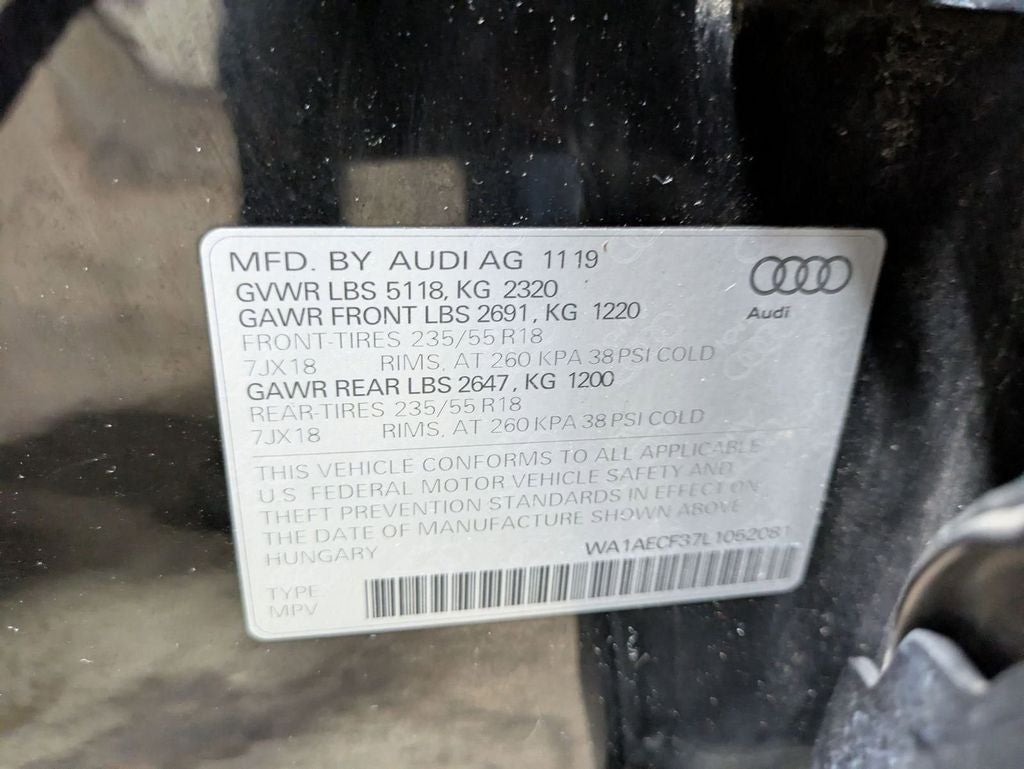 MFD. BY AUDI AG 11 19
GVWR LBS 5118, KG 2320
GAWR FRONT LBS 2691, KG 1220
FRONT-TIRES 235/55 R18
7JX18 RIMS, AT 260 KPA 38 PSI COLD
GAWR REAR LBS 2647, KG 1200
REAR-TIRES 235/55 R18
7JX18 RIMS, AT 260 KPA 38 PSI COLD
Audi
THIS VEHICLE CONFORMS TO ALL APPLICABLE
U.S. FEDERAL MOTOR VEHICLE SAFETY AND
THEFT PREVENTION STANDARDS IN EFFECT ON
THE DATE OF MANUFACTURE SHOWN ABOVE
HUNGARY WA1AECF37L1052081
TYPE
MPV